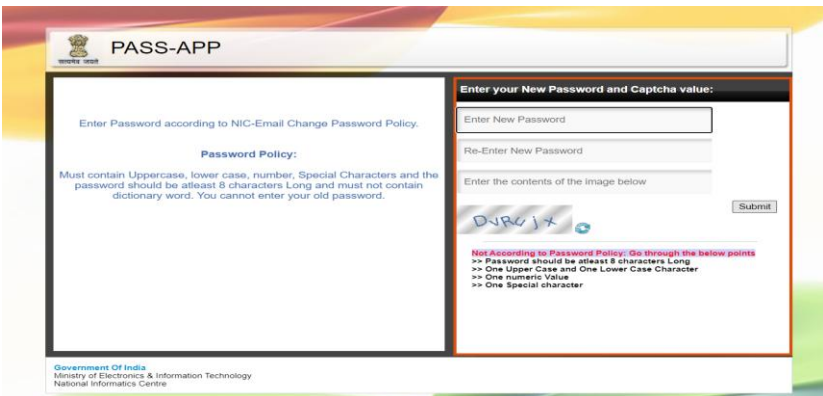 PASS-APP
सत्यमेव जयते
Enter Password according to NIC-Email Change Password Policy.
Password Policy:
Must contain Uppercase, lower case, number, Special Characters and the
password should be atleast 8 characters Long and must not contain
dictionary word. You cannot enter your old password.
Enter your New Password and Captcha value:
Enter New Password
Re-Enter New Password
Enter the contents of the image below
Submit
Not According to Password Policy: Go through the below points
>> Password should be atleast 8 characters Long
>> One Upper Case and One Lower Case Character
>> One numeric Value
>> One Special character
Government Of India
Ministry of Electronics & Information Technology
National Informatics Centre